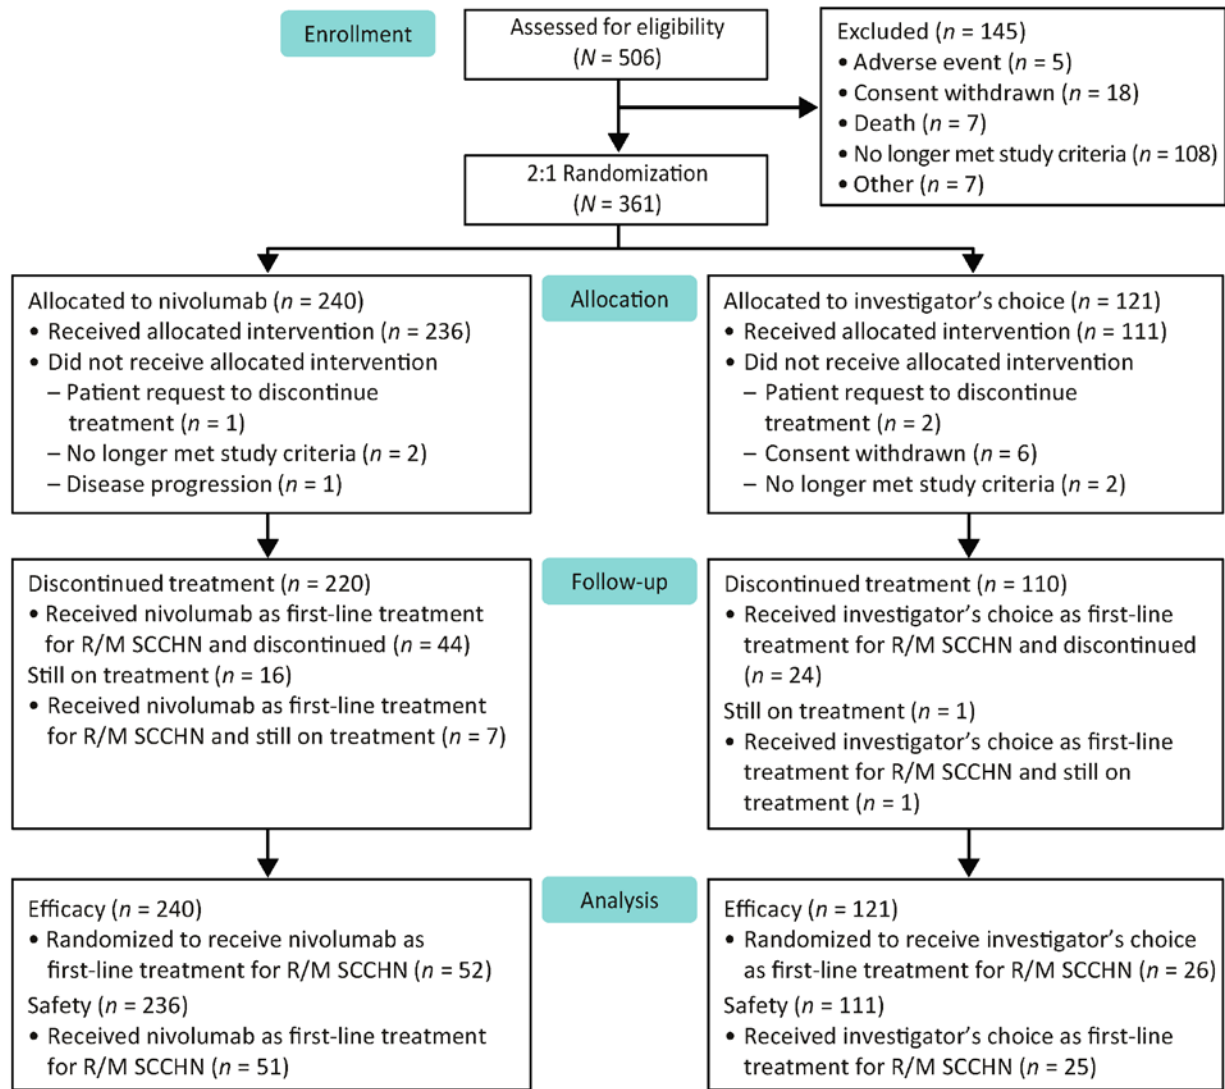 Enrollment
Assessed for eligibility
(N = 506)
Excluded (n = 145)
• Adverse event (n = 5)
• Consent withdrawn (n = 18)
• Death (n = 7)
• No longer met study criteria (n = 108)
• Other (n = 7)
2:1 Randomization
(N = 361)
Allocation
Allocated to nivolumab (n = 240)
• Received allocated intervention (n = 236)
• Did not receive allocated intervention
– Patient request to discontinue
treatment (n = 1)
– No longer met study criteria (n = 2)
– Disease progression (n = 1)
Allocated to investigator’s choice (n = 121)
• Received allocated intervention (n = 111)
• Did not receive allocated intervention
– Patient request to discontinue
treatment (n = 2)
– Consent withdrawn (n = 6)
– No longer met study criteria (n = 2)
Follow-up
Discontinued treatment (n = 220)
• Received nivolumab as first-line treatment
for R/M SCCHN and discontinued (n = 44)
Still on treatment (n = 16)
• Received nivolumab as first-line treatment
for R/M SCCHN and still on treatment (n = 7)
Discontinued treatment (n = 110)
• Received investigator’s choice as first-line
treatment for R/M SCCHN and discontinued
(n = 24)
Still on treatment (n = 1)
• Received investigator’s choice as first-line
treatment for R/M SCCHN and still on
treatment (n = 1)
Analysis
Efficacy (n = 240)
• Randomized to receive nivolumab as
first-line treatment for R/M SCCHN (n = 52)
Safety (n = 236)
• Received nivolumab as first-line treatment
for R/M SCCHN (n = 51)
Efficacy (n = 121)
• Randomized to receive investigator’s choice
as first-line treatment for R/M SCCHN (n = 26)
Safety (n = 111)
• Received investigator’s choice as first-line
treatment for R/M SCCHN (n = 25)